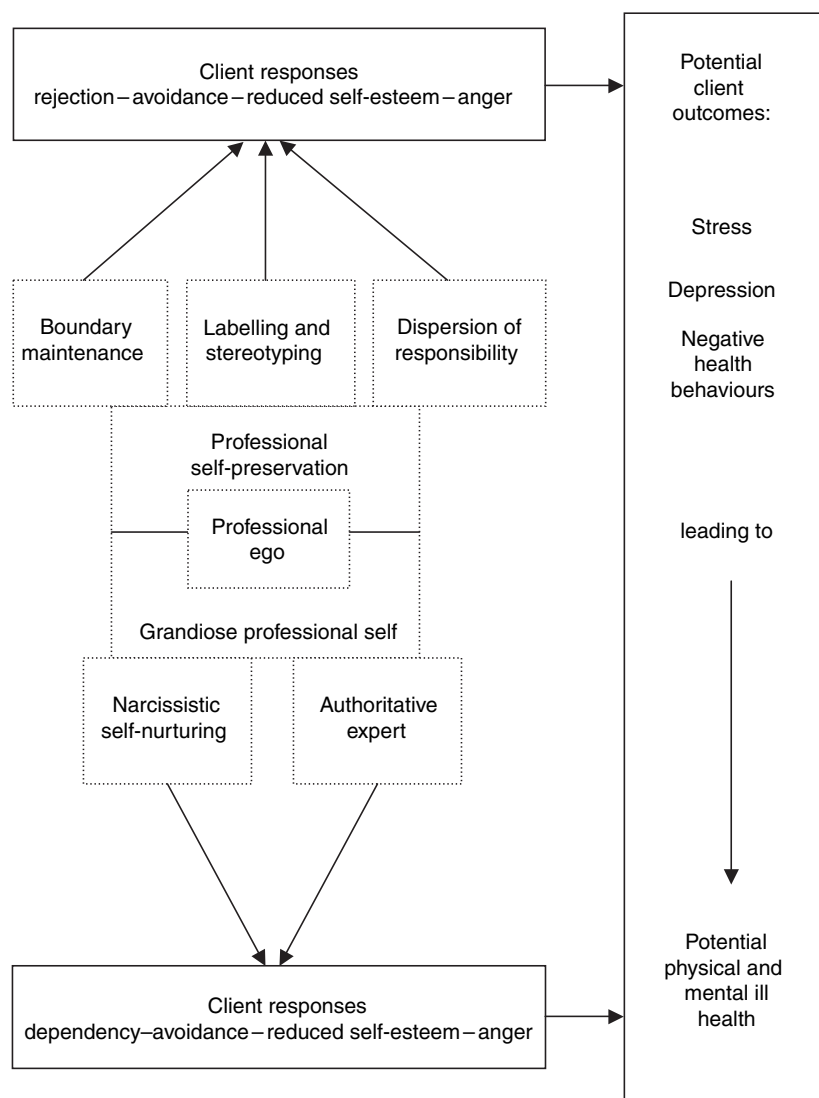 Client responses
rejection–avoidance–reduced self-esteem–anger
Potential
client
outcomes:
Stress
Depression
Negative
health
behaviours
leading to
Potential
physical and
mental ill
health
Boundary
maintenance
Labelling and
stereotyping
Dispersion of
responsibility
Professional
self-preservation
Professional
ego
Grandiose professional self
Narcissistic
self-nurturing
Authoritative
expert
Client responses
dependency–avoidance–reduced self-esteem–anger